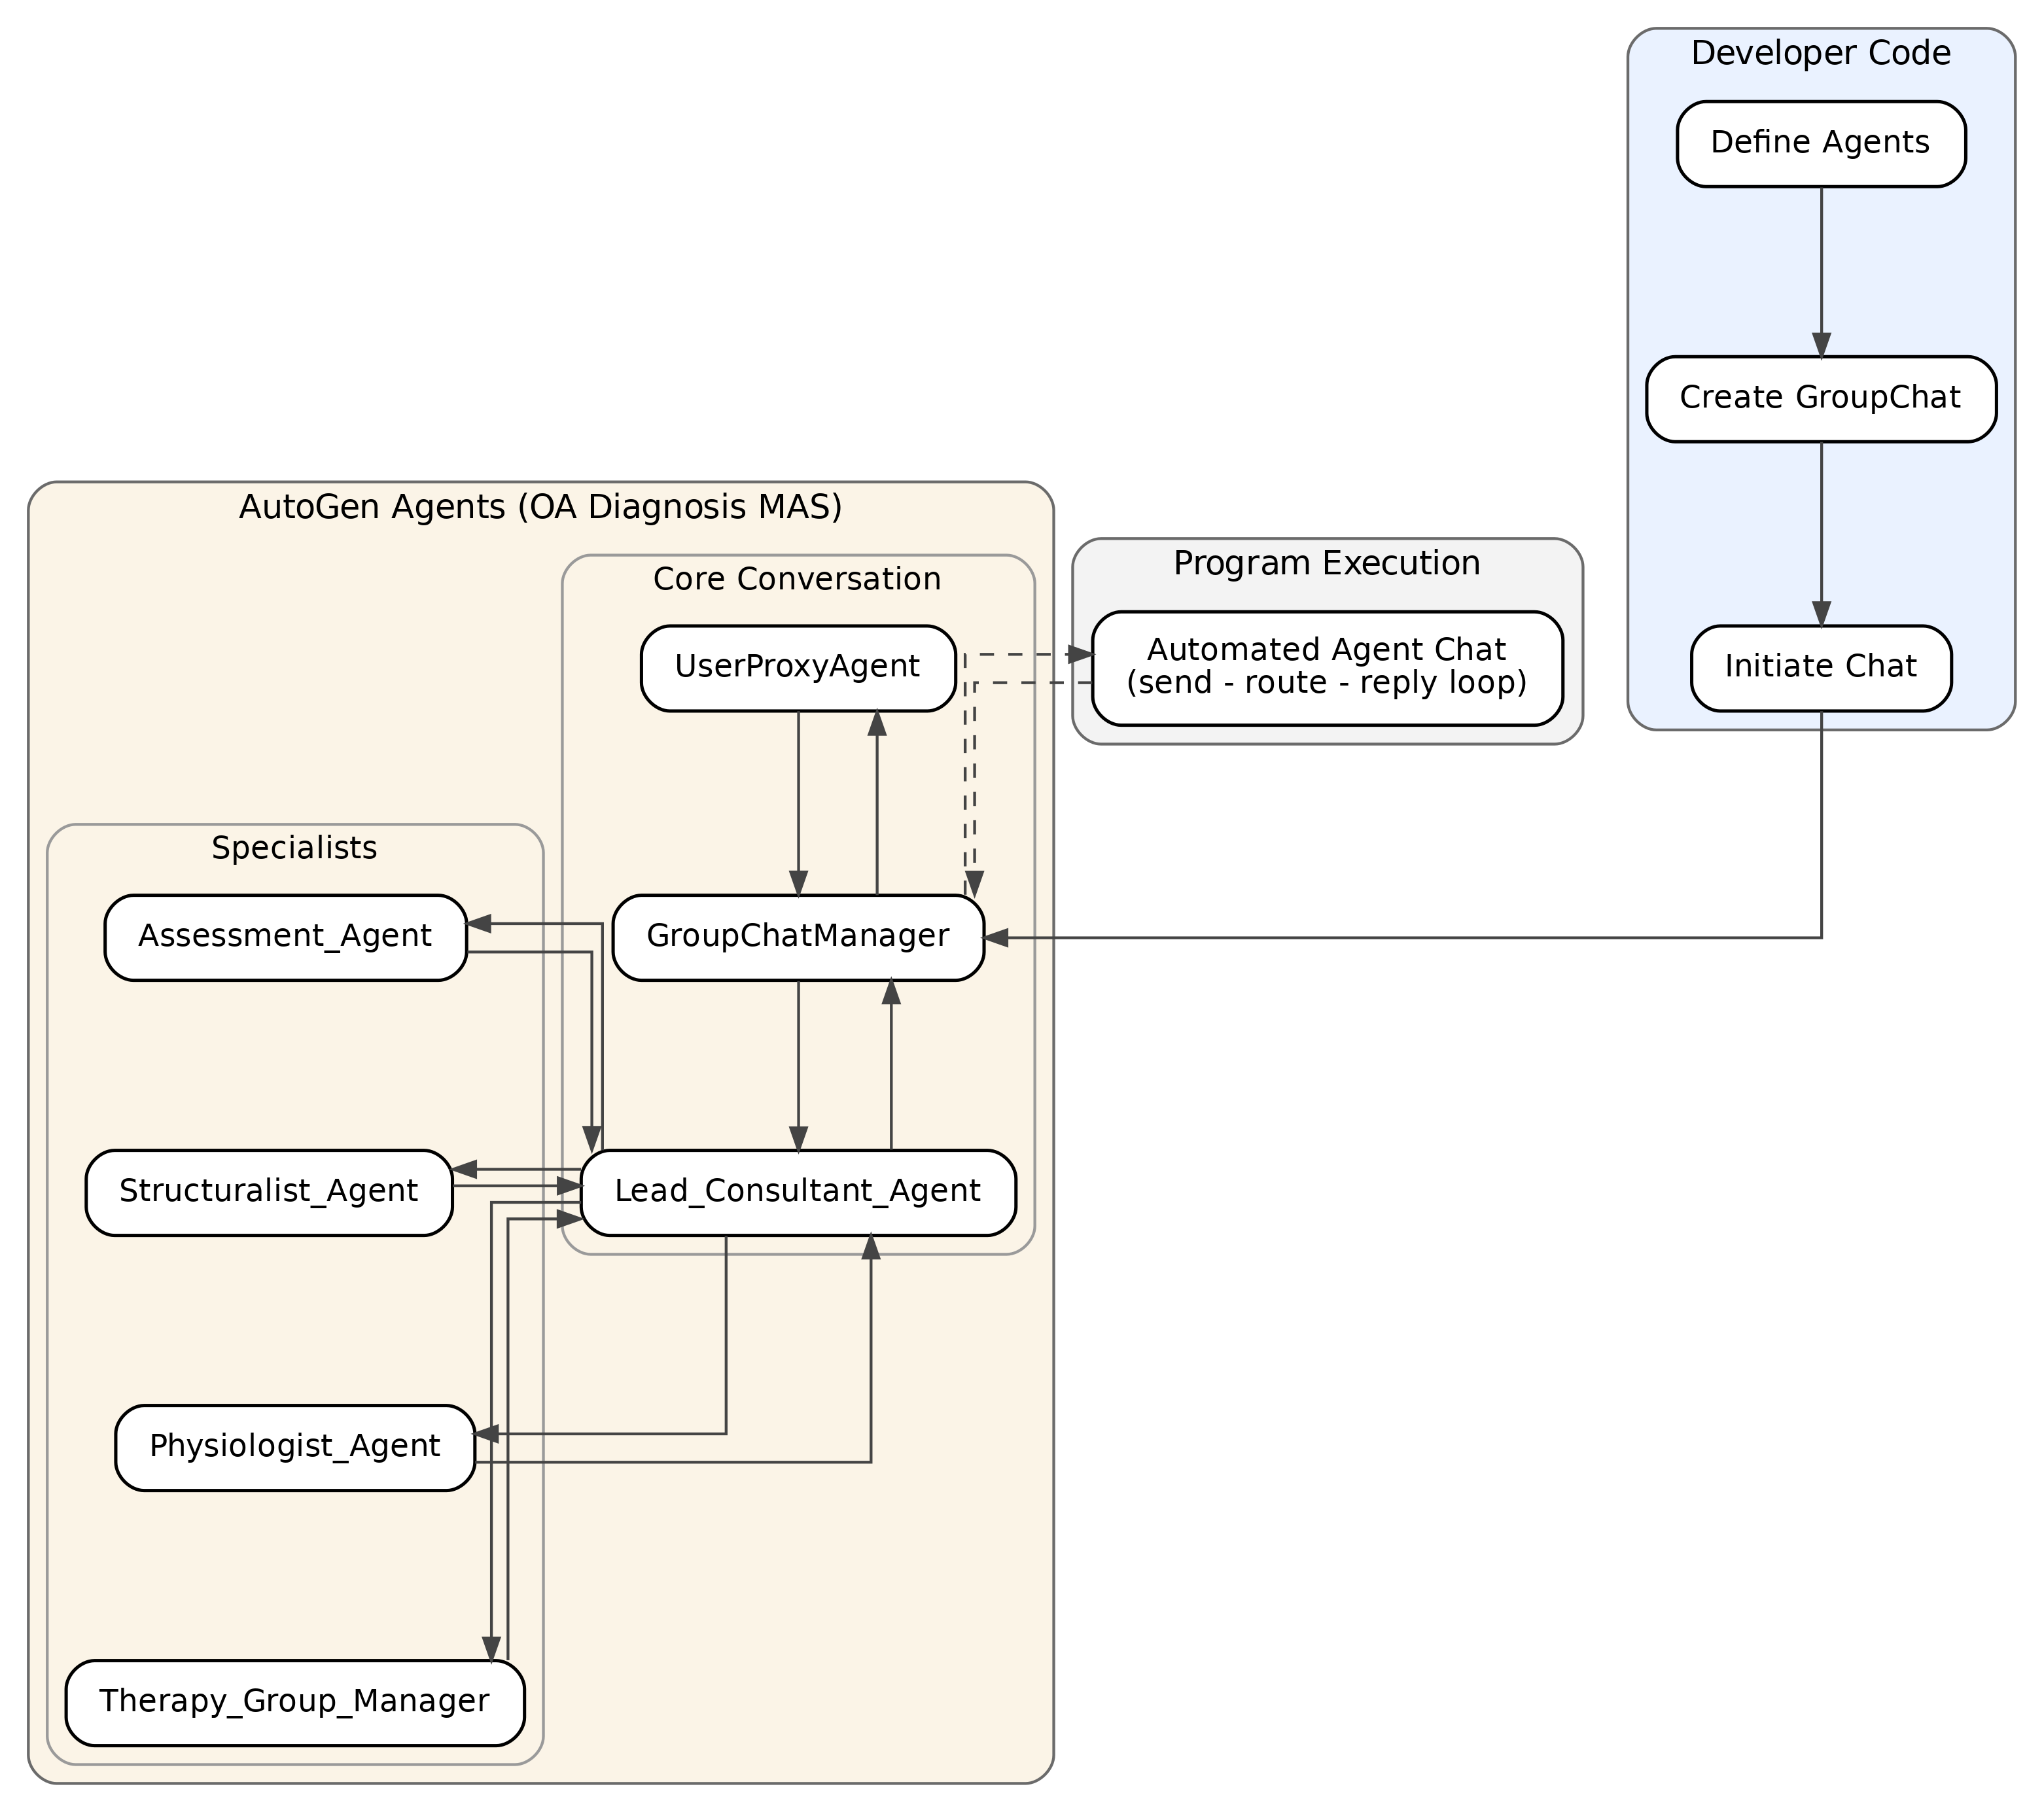 Developer Code
Define Agents
Create GroupChat
Initiate Chat
AutoGen Agents (OA Diagnosis MAS)
Core Conversation
UserProxyAgent
GroupChatManager
Lead_Consultant_Agent
Program Execution
Automated Agent Chat
(send - route - reply loop)
Specialists
Assessment_Agent
Structuralist_Agent
Physiologist_Agent
Therapy_Group_Manager